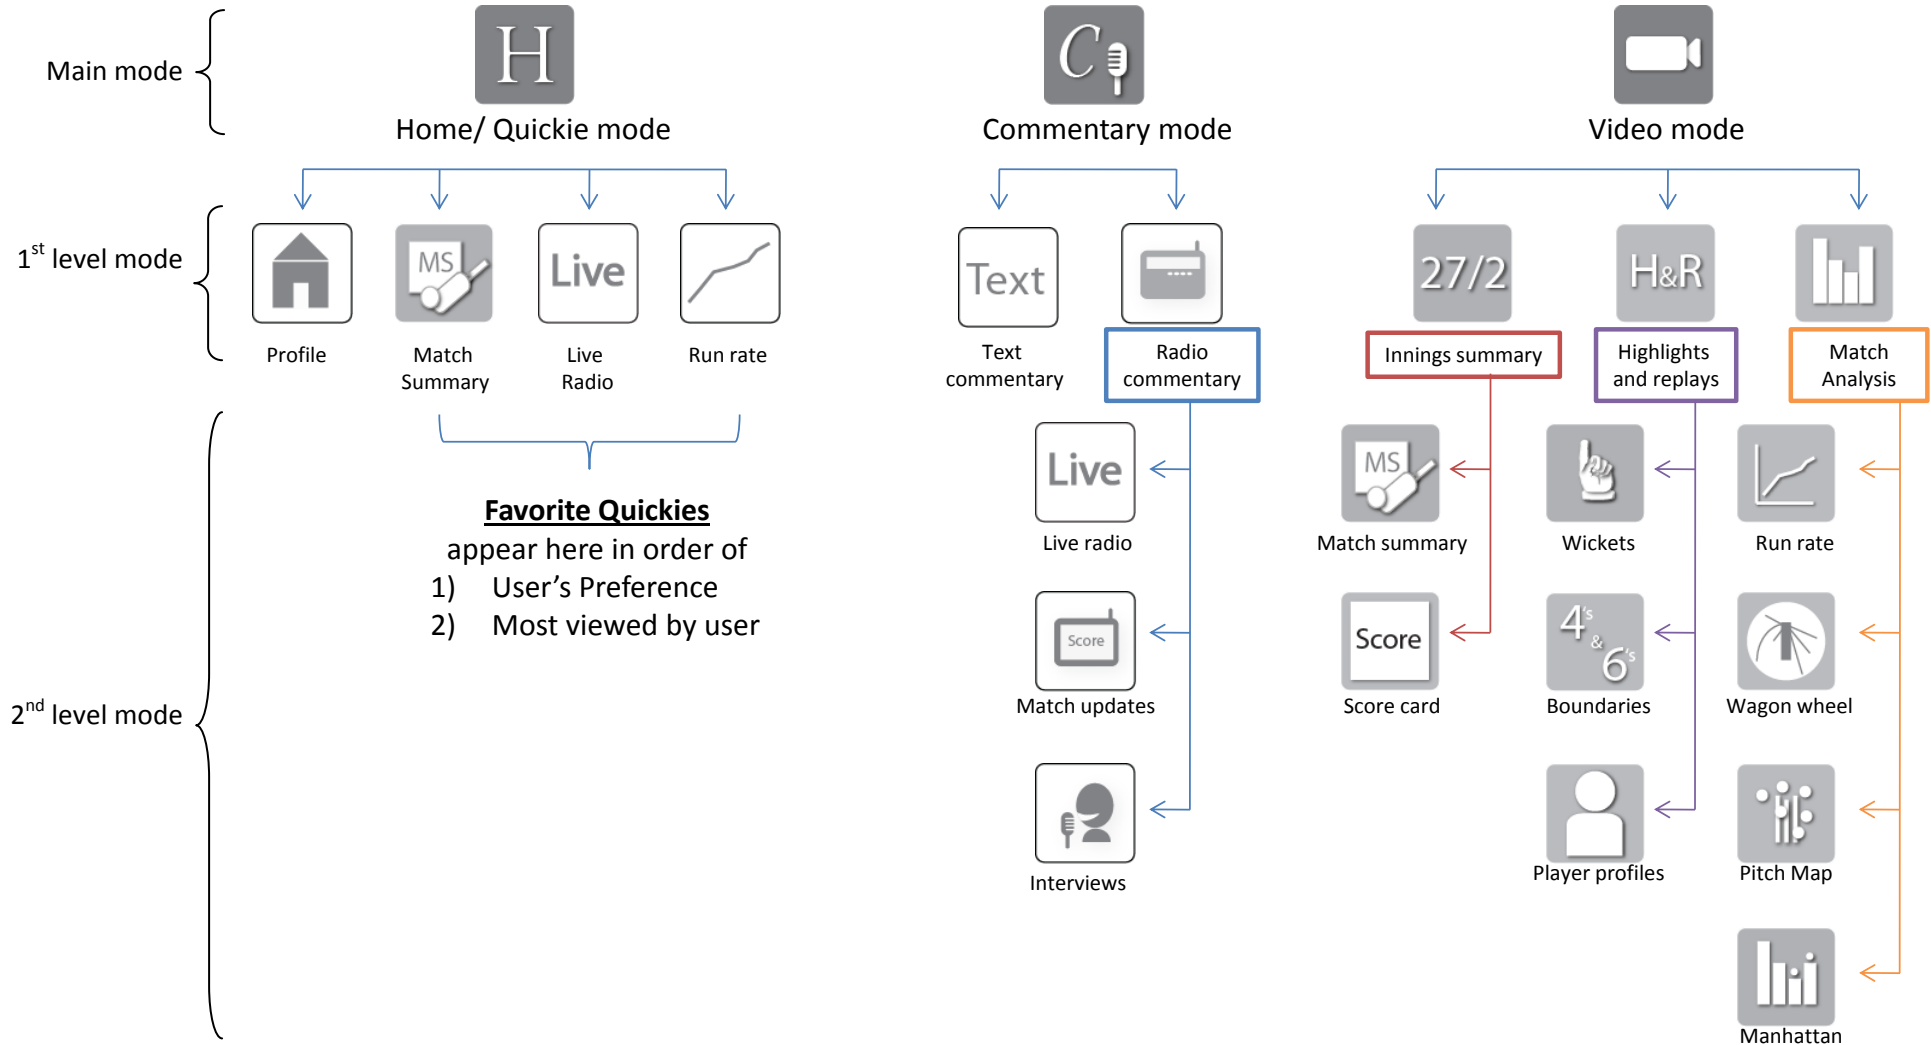 Main mode
H
Home/ Quickie mode
C
Commentary mode
Video mode
1st level mode
Profile
MS
Match
Summary
Live
Live
Radio
Run rate
Text
Text
commentary
Radio
commentary
27/2
Innings summary
H&R
Highlights
and replays
Match
Analysis
2nd level mode
Favorite Quickies
appear here in order of
1) User's Preference
2) Most viewed by user
Live
Live radio
Score
Match updates
Interviews
MS
Match summary
Score
Score card
Wickets
4's
&
6's
Boundaries
Player profiles
Run rate
Wagon wheel
Pitch Map
Manhattan